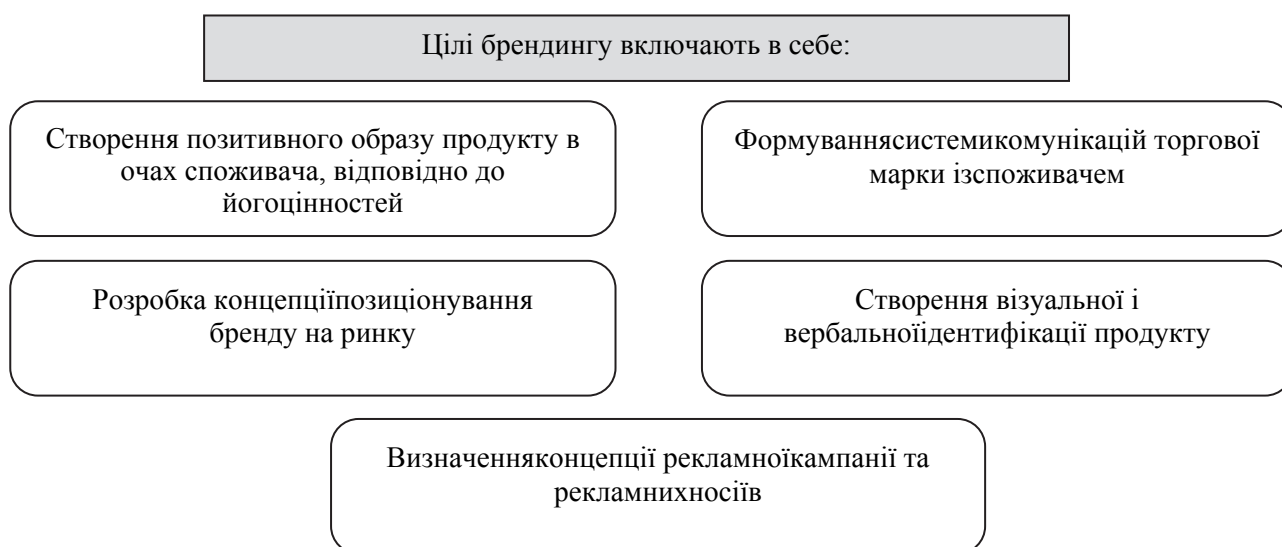 Цілі брендингу включають в себе:
Створення позитивного образу продукту в
очах споживача, відповідно до
йогоцінностей
Формуваннясистемикомунікацій торгової
марки ізспоживачем
Розробка концепціїпозиціонування
бренду на ринку
Створення візуальної і
вербальноїідентифікації продукту
Визначенняконцепції рекламноїкампанії та
рекламнихносіїв